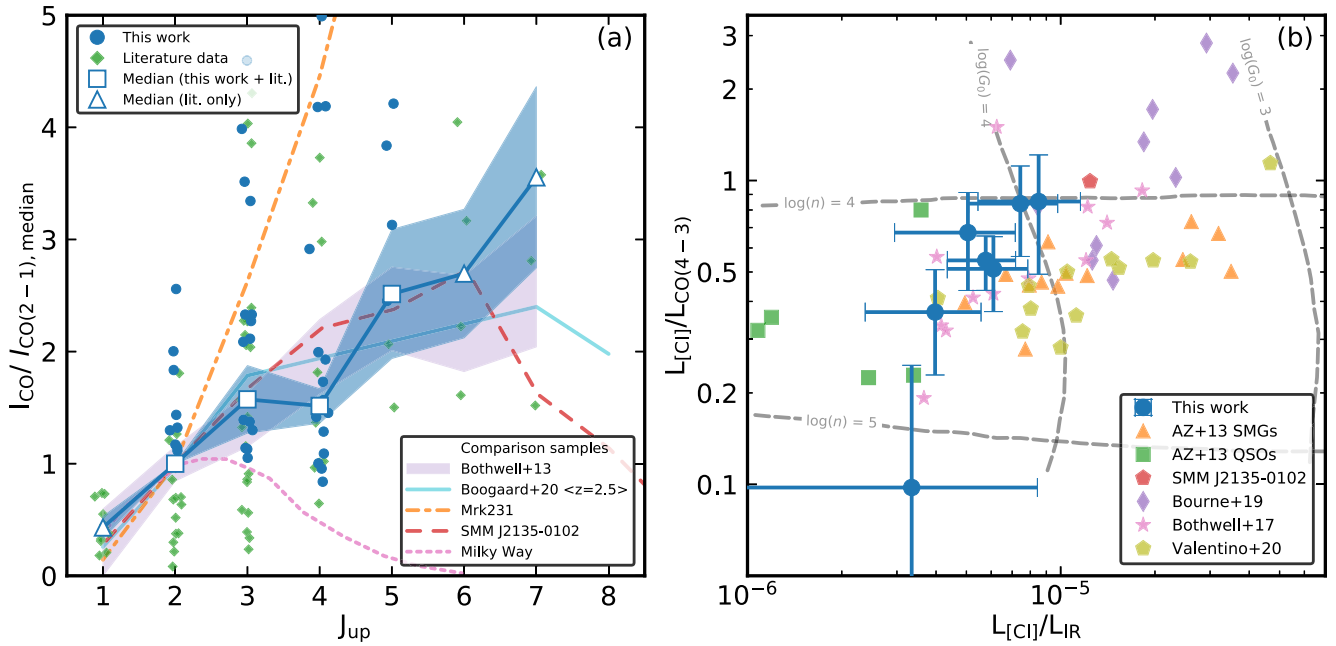 (a)
This work
Literature data
Median (this work + lit.)
Median (lit. only)
I_CO/ I_CO(2 − 1), median
5
4
3
2
1
0
Comparison samples
Bothwell+13
Boogaard+20 <z=2.5>
Mrk231
SMM J2135-0102
Milky Way
1 2 3 4 5 6 7 8
J_up
(b)
log(G₀) = 4
log(G₀) = 3
log(n) = 4
log(n) = 5
L_[CI]/L_CO(4 − 3)
3
1
0.5
0.2
0.1
This work
AZ+13 SMGs
AZ+13 QSOs
SMM J2135-0102
Bourne+19
Bothwell+17
Valentino+20
10⁻⁶ 10⁻⁵
L_[CI]/L_IR